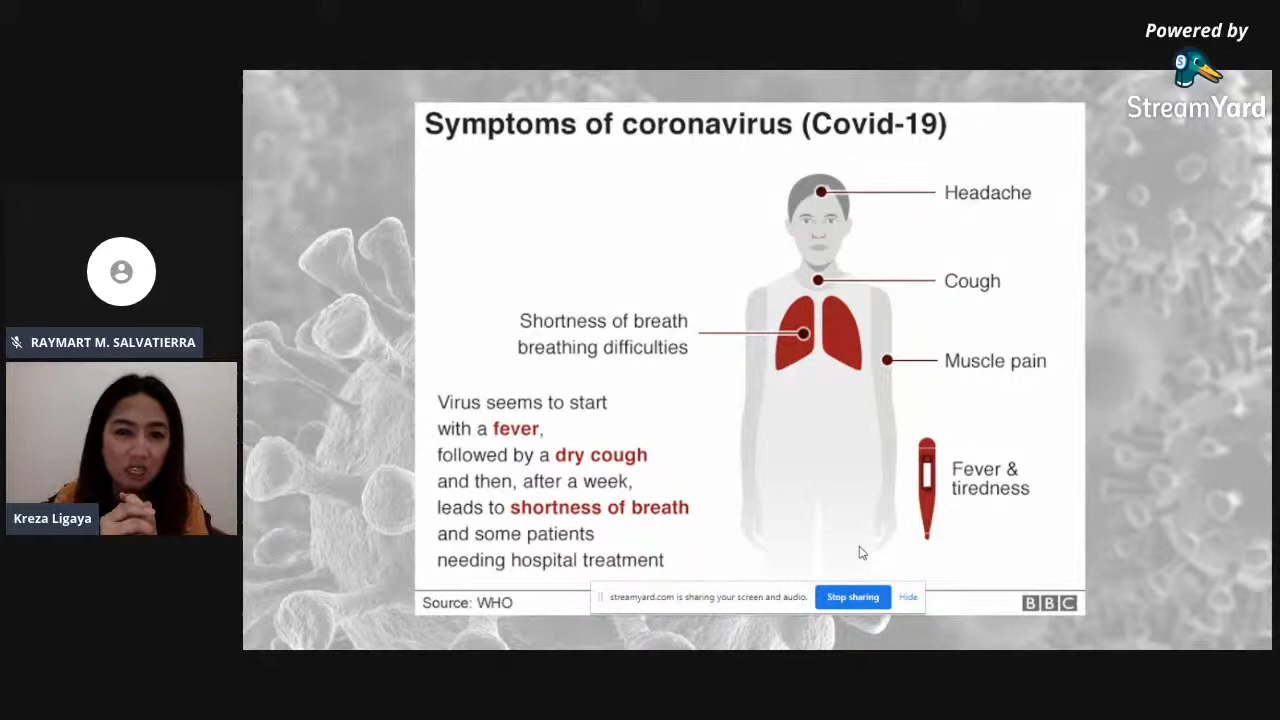 Powered by
StreamYard
Symptoms of coronavirus (Covid-19)
Headache
Cough
Shortness of breath
breathing difficulties
Muscle pain
Virus seems to start
with a fever,
followed by a dry cough
and then, after a week,
leads to shortness of breath
and some patients
needing hospital treatment
Fever &
tiredness
Source: WHO
BBC
streamyard.com is sharing your screen and audio.
Stop sharing
Hide
RAYMART M. SALVATIERRA
Kreza Ligaya